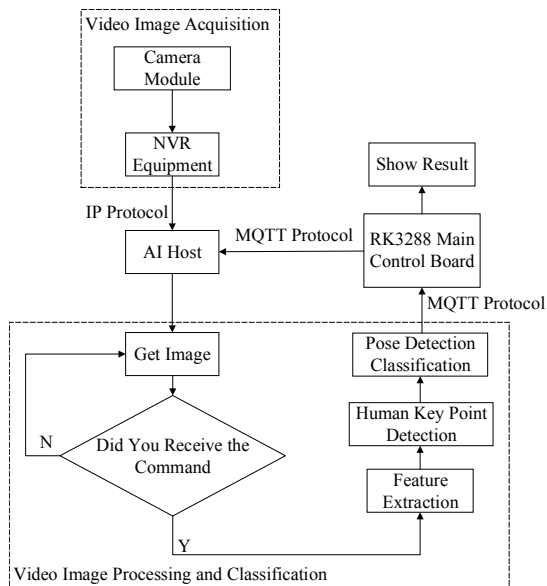 Video Image Acquisition
Camera
Module
NVR
Equipment
IP Protocol
AI Host
MQTT Protocol
Show Result
RK3288 Main
Control Board
MQTT Protocol
Get Image
Did You Receive the
Command
N
Y
Pose Detection
Classification
Human Key Point
Detection
Feature
Extraction
Video Image Processing and Classification